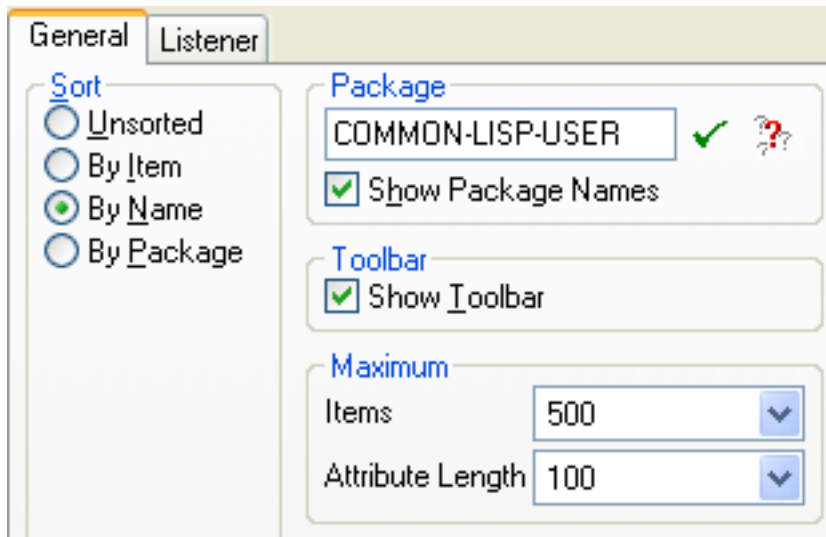 General Listener
Sort
Unsorted
By Item
By Name
By Package
Package
COMMON-LISP-USER
Show Package Names
Toolbar
Show Toolbar
Maximum
Items 500
Attribute Length 100